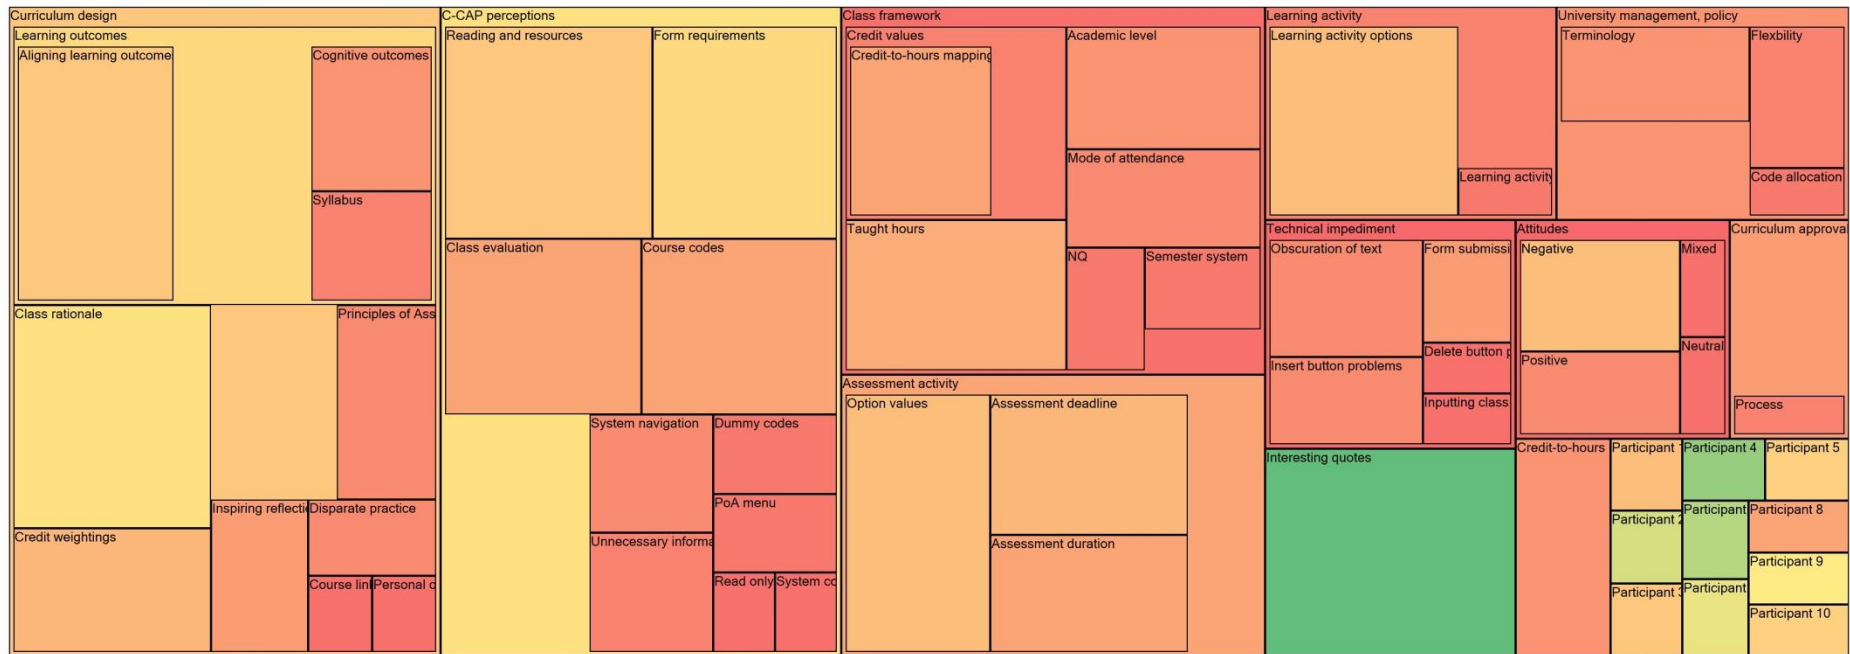 Curriculum design
Learning outcomes
Aligning learning outcome
Cognitive outcomes
Syllabus
Class rationale
Principles of Ass
Credit weightings
Inspiring reflecti
Disparate practice
Course lin
Personal c
C-CAP perceptions
Reading and resources
Form requirements
Class evaluation
Course codes
System navigation
Dummy codes
PoA menu
Unnecessary informa
Read only
System co
Class framework
Credit values
Credit-to-hours mapping
Academic level
Mode of attendance
Taught hours
NQ
Semester system
Assessment activity
Option values
Assessment deadline
Assessment duration
Learning activity
Learning activity options
Learning activity
University management, policy
Terminology
Flexbility
Code allocation
Technical impediment
Obscuration of text
Form submissi
Insert button problems
Delete button p
Inputting class
Attitudes
Negative
Mixed
Positive
Neutral
Curriculum approval
Process
Interesting quotes
Credit-to-hours
Participant
Participant 2
Participant 3
Participant 4
Participant
Participant
Participant 5
Participant 8
Participant 9
Participant 10